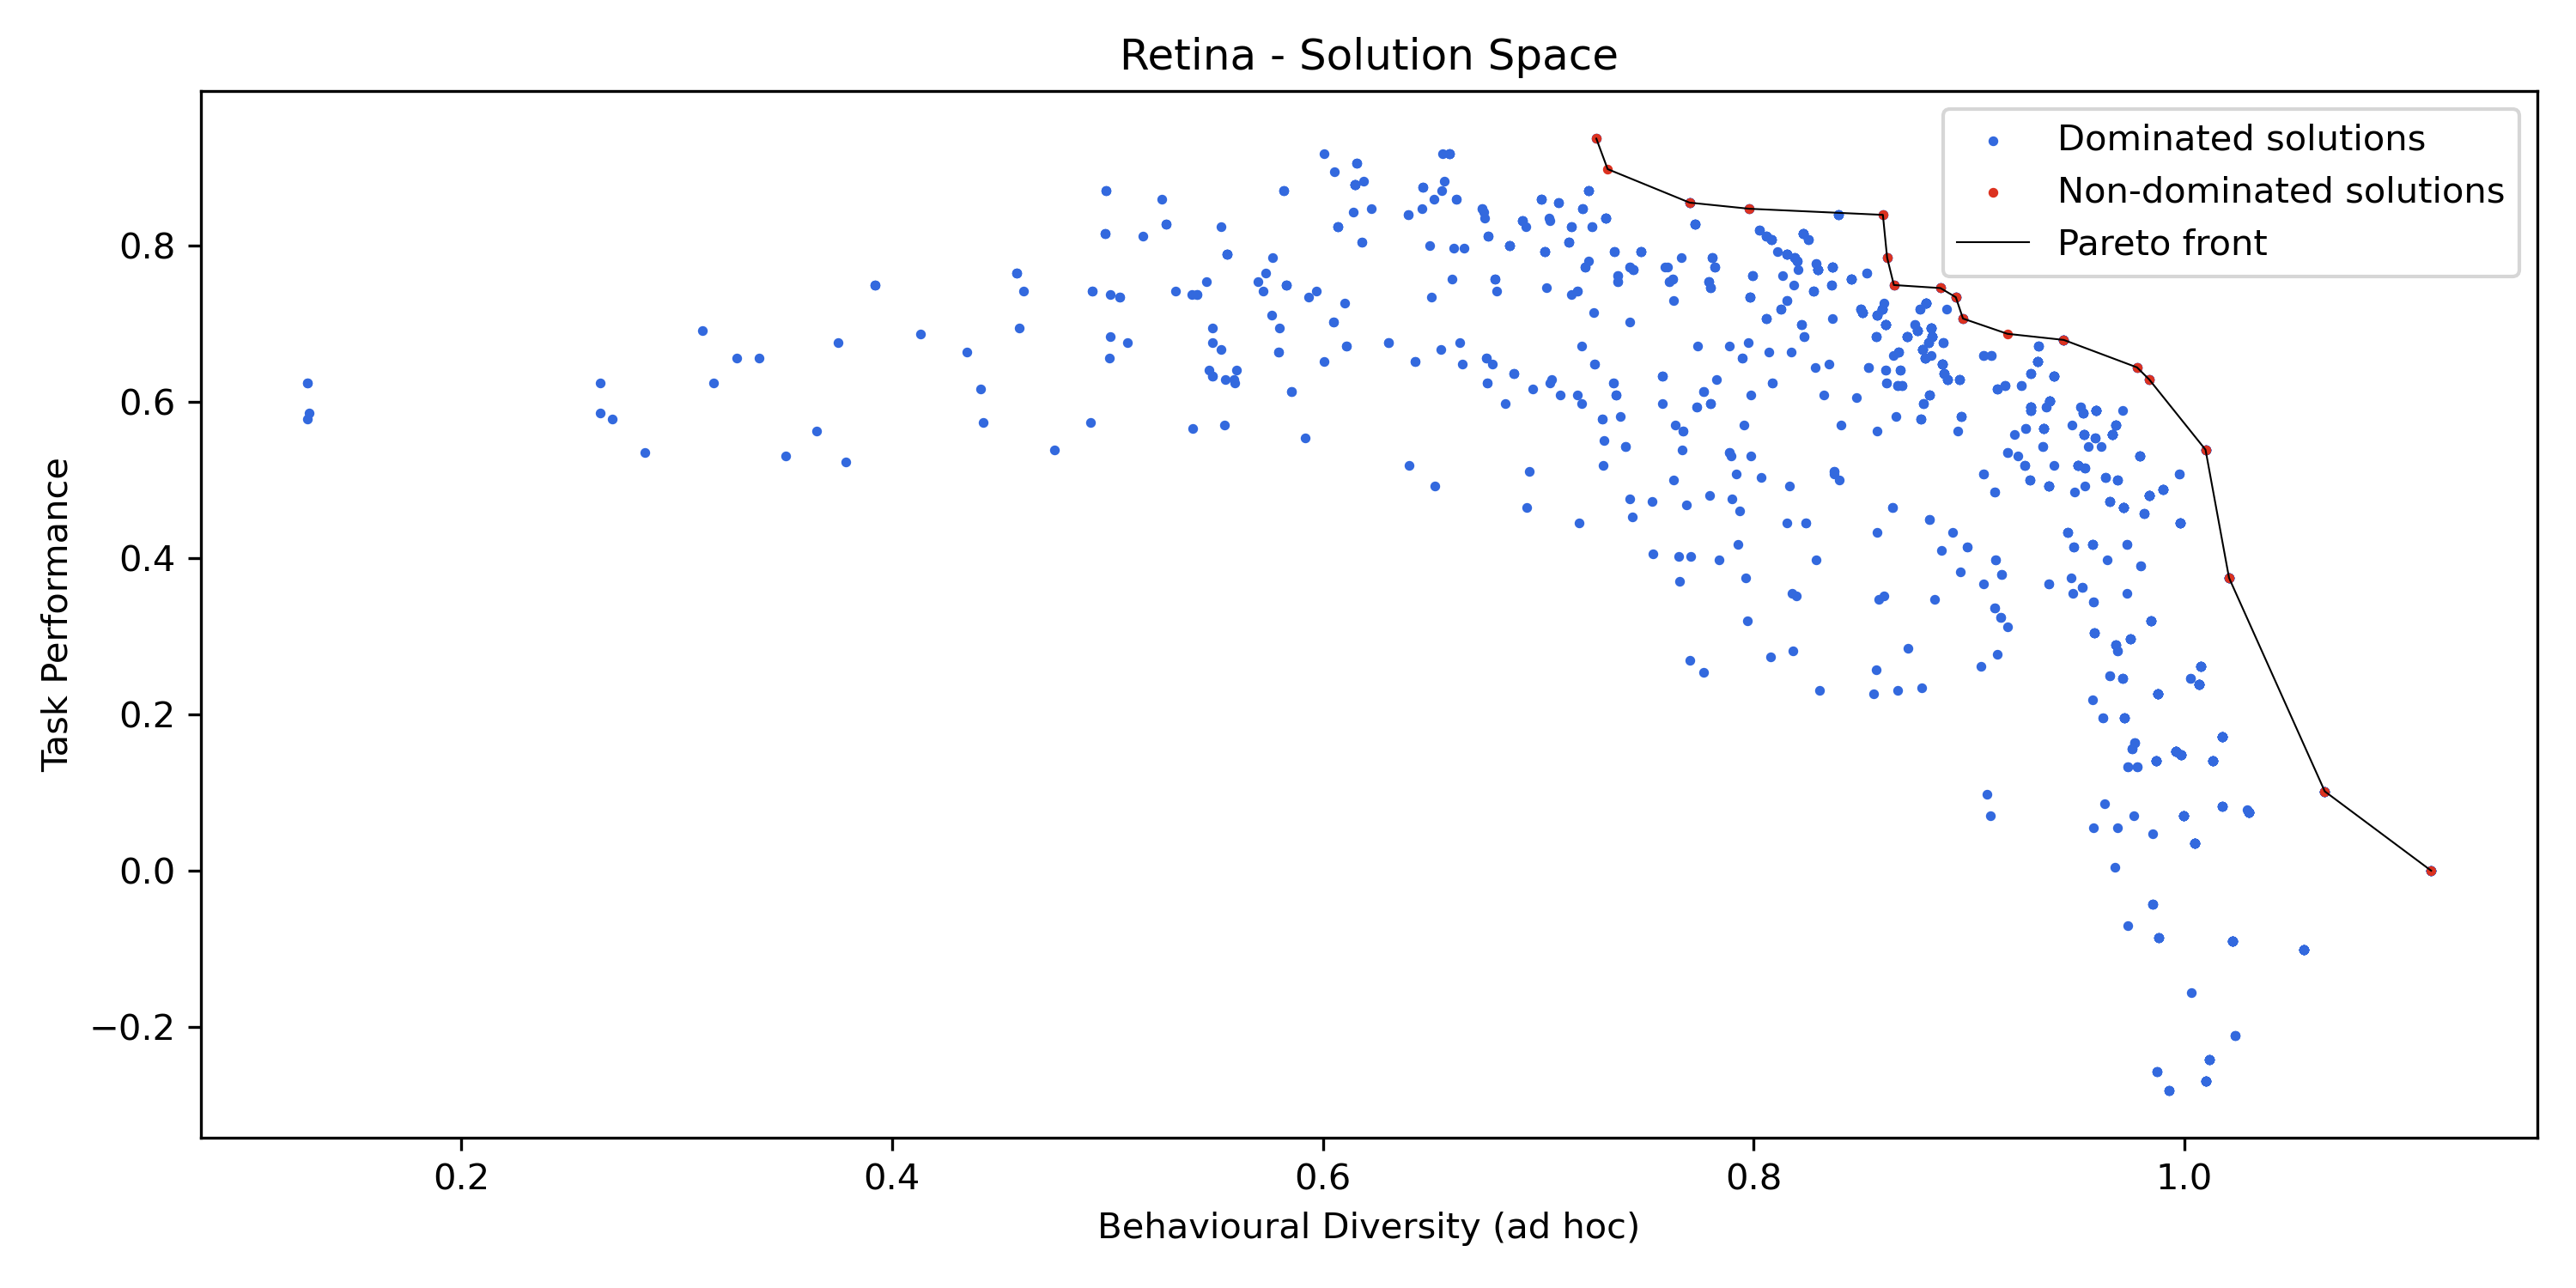 Retina - Solution Space
Dominated solutions
Non-dominated solutions
Pareto front
Task Performance
0.8
0.6
0.4
0.2
0.0
−0.2
0.2
0.4
0.6
0.8
1.0
Behavioural Diversity (ad hoc)